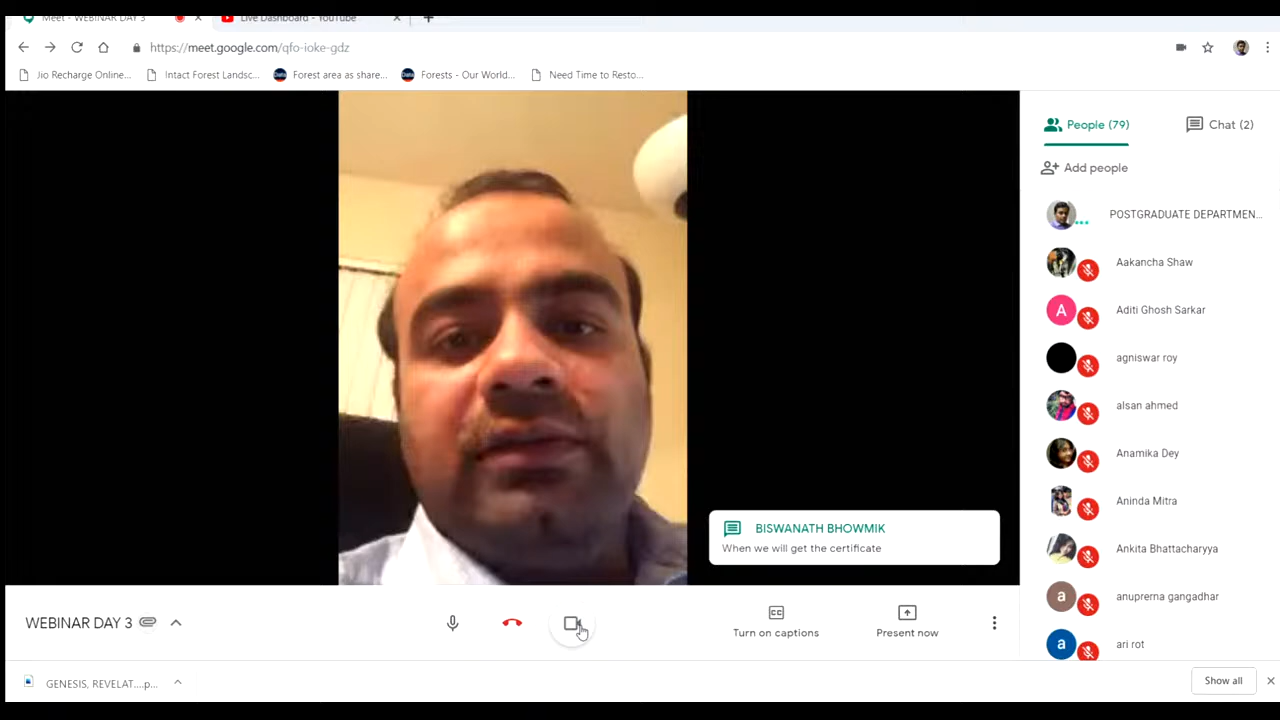 Meet - WEBINAR DAY 3
Live Dashboard - YouTube
https://meet.google.com/qfo-ioke-gdz
Jio Recharge Online...
Intact Forest Landsc...
Data
Forest area as share...
Data
Forests - Our World...
Need Time to Resto...
People (79)
Chat (2)
Add people
POSTGRADUATE DEPARTMEN...
Aakancha Shaw
A
Aditi Ghosh Sarkar
agniswar roy
alsan ahmed
Anamika Dey
Aninda Mitra
Ankita Bhattacharyya
a
anuprerna gangadhar
a
ari rot
BISWANATH BHOWMIK
When we will get the certificate
WEBINAR DAY 3
Turn on captions
Present now
GENESIS, REVELAT....p...
Show all